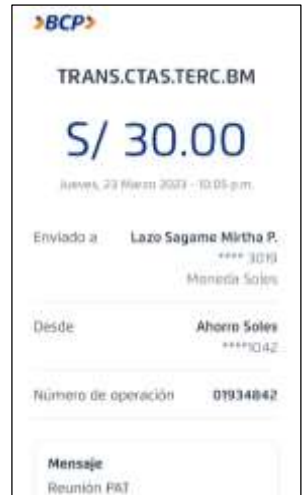 BCP
TRANS.CTAS.TERC.BM
S/ 30.00
Jueves, 23 Marzo 2023 - 10:05 p.m.
Enviado a Lazo Sagame Mirtha P.
**** 3019
Moneda Soles
Desde Ahorro Soles
****1042
Número de operación 01934842
Mensaje
Reunión PAT